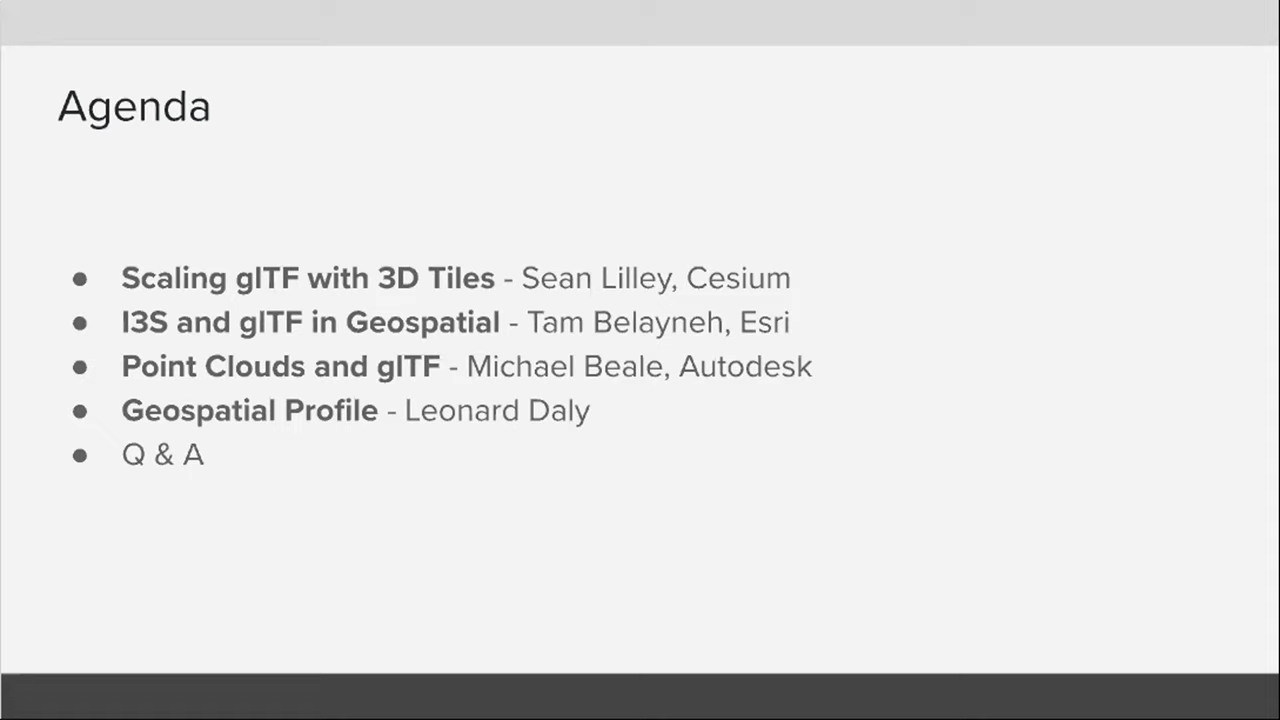 Agenda
● Scaling glTF with 3D Tiles - Sean Lilley, Cesium
● I3S and glTF in Geospatial - Tam Belayneh, Esri
● Point Clouds and glTF - Michael Beale, Autodesk
● Geospatial Profile - Leonard Daly
● Q & A